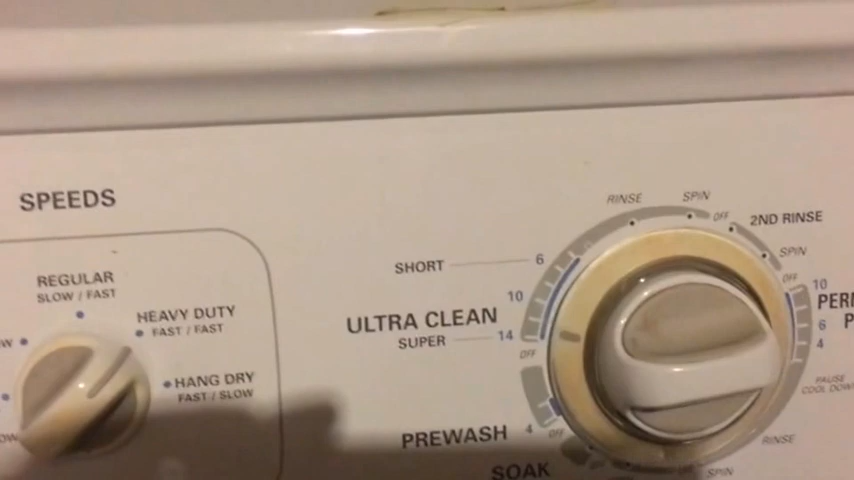 SPEEDS
REGULAR
SLOW / FAST
HEAVY DUTY
FAST / FAST
HANG DRY
FAST / SLOW
RINSE
SPIN
OFF
2ND RINSE
SPIN
OFF
SHORT 6
10
ULTRA CLEAN
SUPER 14
OFF
PREWASH 4
OFF
SOAK
10
6
4
PAUSE
COOL DOWN
RINSE
SPIN